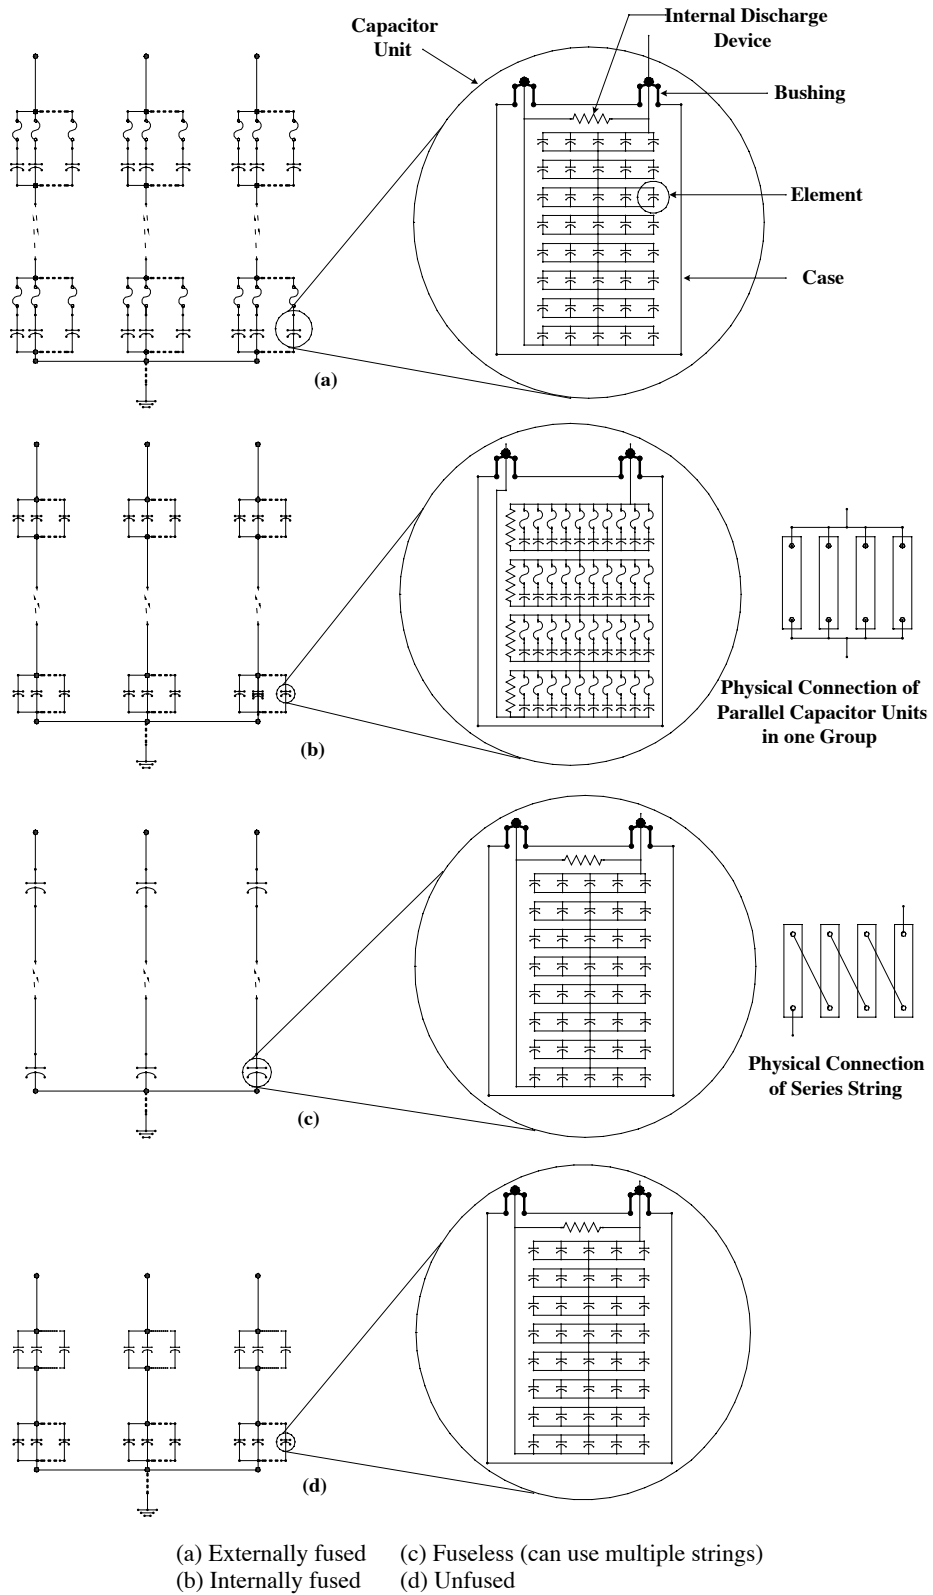 Capacitor
Unit
Internal Discharge
Device
Bushing
Element
Case
(a)
Physical Connection of
Parallel Capacitor Units
in one Group
(b)
Physical Connection
of Series String
(c)
(d)
(a) Externally fused (c) Fuseless (can use multiple strings)
(b) Internally fused (d) Unfused